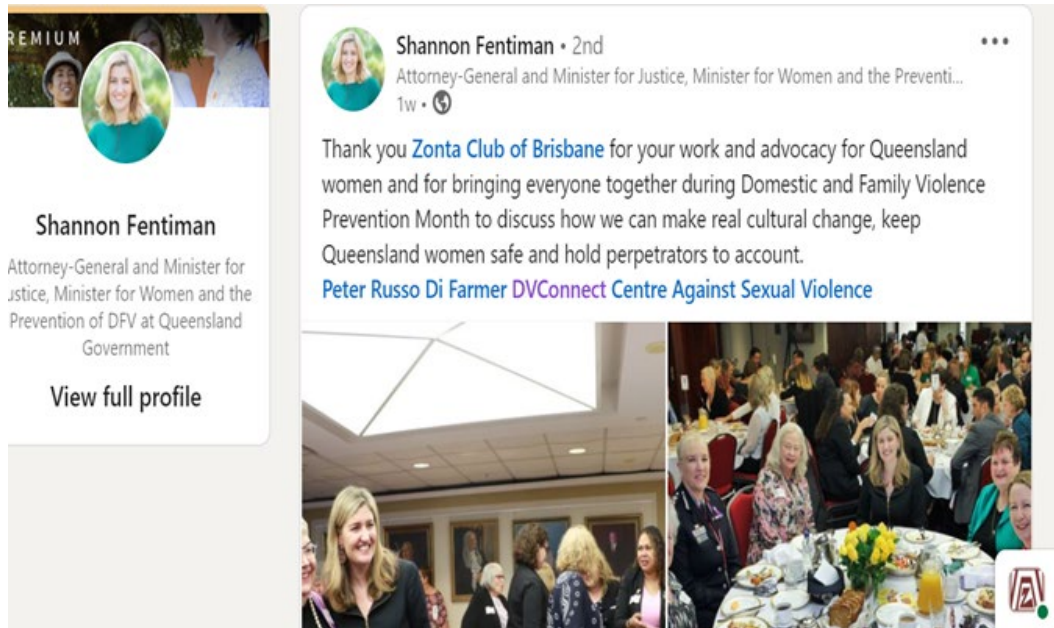 REMIUM
Shannon Fentiman
Attorney-General and Minister for
ustice, Minister for Women and the
Prevention of DFV at Queensland
Government
View full profile
Shannon Fentiman • 2nd
Attorney-General and Minister for Justice, Minister for Women and the Preventi...
1w •
Thank you Zonta Club of Brisbane for your work and advocacy for Queensland
women and for bringing everyone together during Domestic and Family Violence
Prevention Month to discuss how we can make real cultural change, keep
Queensland women safe and hold perpetrators to account.
Peter Russo Di Farmer DVConnect Centre Against Sexual Violence